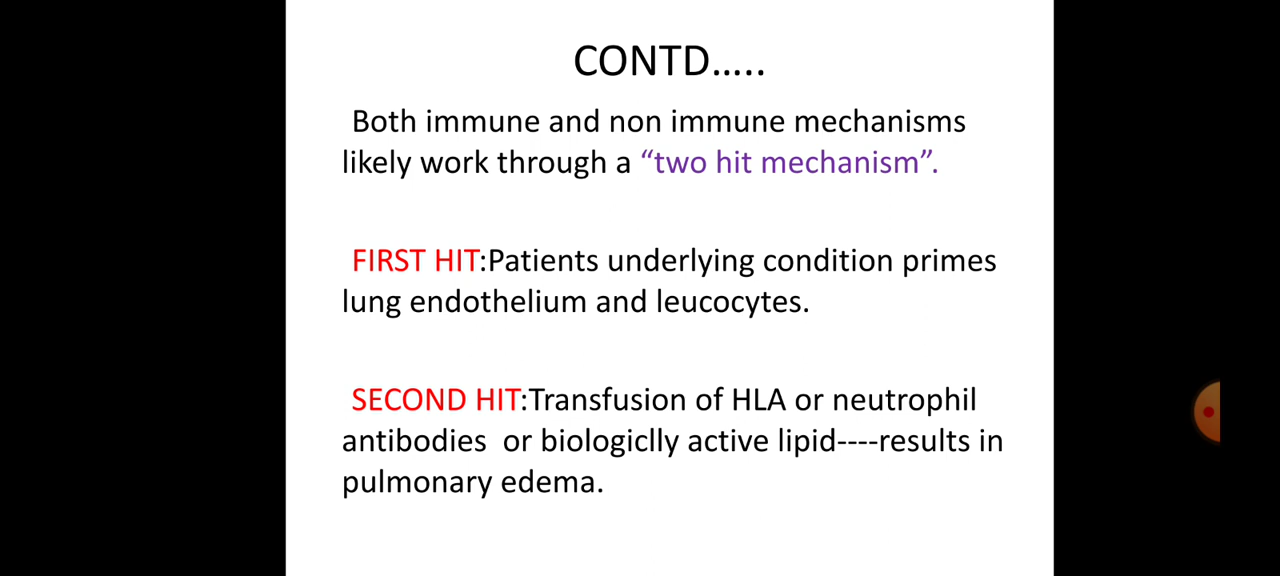 CONTD.....
Both immune and non immune mechanisms
likely work through a “two hit mechanism”.
FIRST HIT:Patients underlying condition primes
lung endothelium and leucocytes.
SECOND HIT:Transfusion of HLA or neutrophil
antibodies or biologiclly active lipid----results in
pulmonary edema.